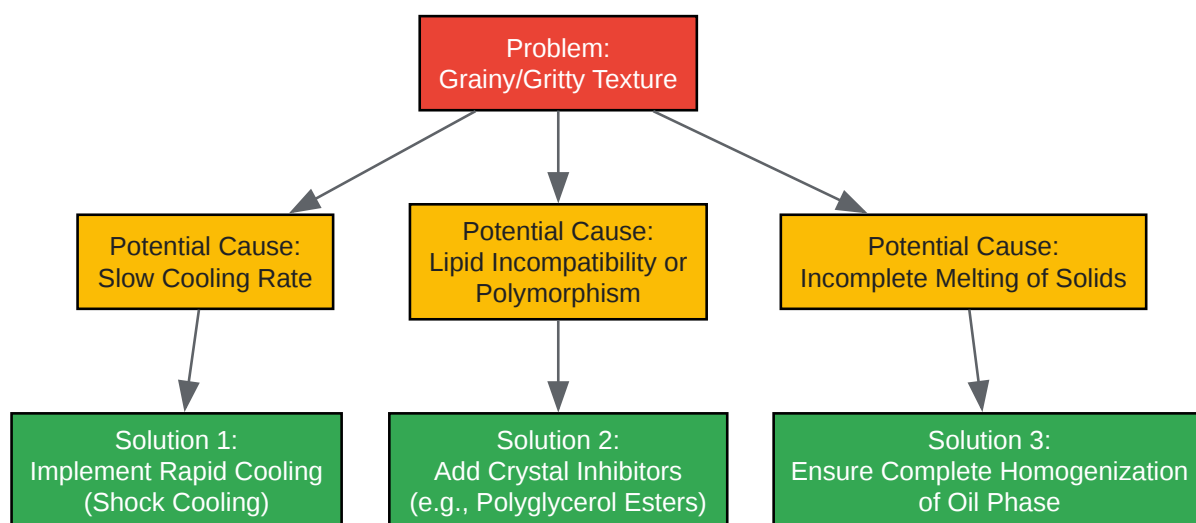 Problem:
Grainy/Gritty Texture
Potential Cause:
Slow Cooling Rate
Potential Cause:
Lipid Incompatibility or
Polymorphism
Potential Cause:
Incomplete Melting of Solids
Solution 1:
Implement Rapid Cooling
(Shock Cooling)
Solution 2:
Add Crystal Inhibitors
(e.g., Polyglycerol Esters)
Solution 3:
Ensure Complete Homogenization
of Oil Phase